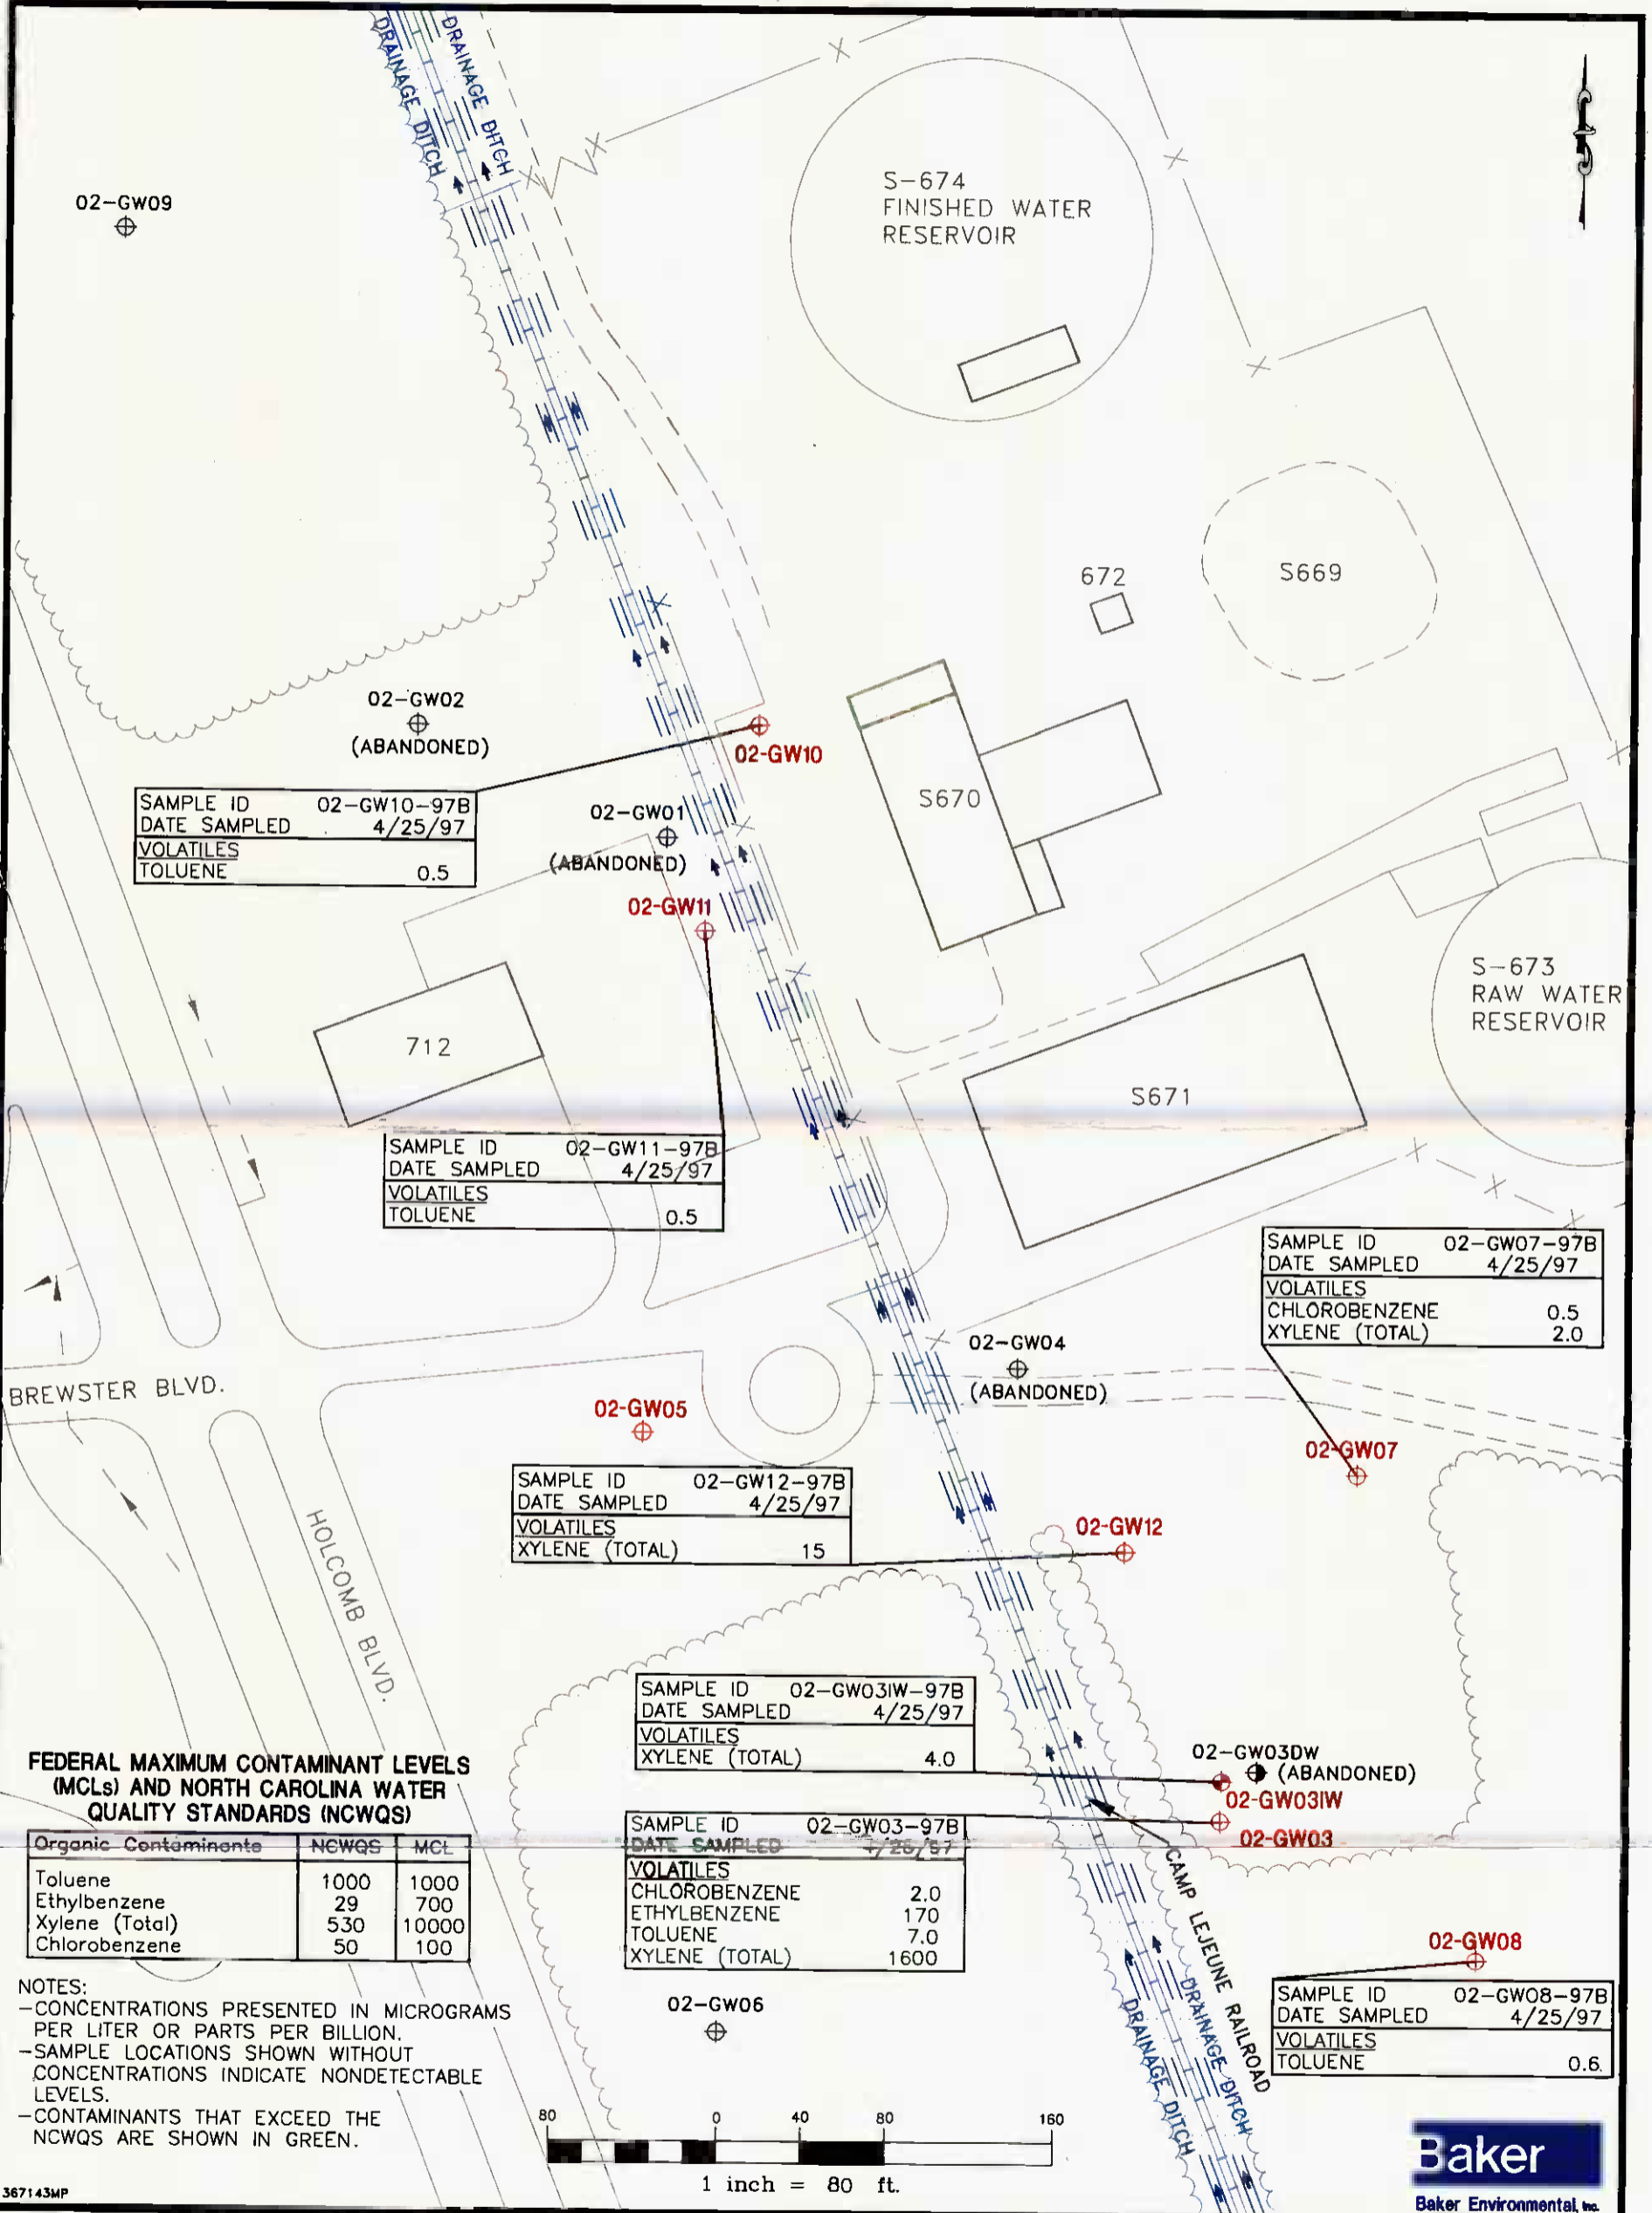 DRAINAGE DITCH
DRAINAGE DITCH
02-GW09
S-674
FINISHED WATER
RESERVOIR
672
S669
02-GW02
(ABANDONED)
02-GW10
SAMPLE ID 02-GW10-97B
DATE SAMPLED 4/25/97
VOLATILES
TOLUENE 0.5
02-GW01
(ABANDONED)
S670
02-GW11
S-673
RAW WATER
RESERVOIR
712
S671
SAMPLE ID 02-GW11-97B
DATE SAMPLED 4/25/97
VOLATILES
TOLUENE 0.5
SAMPLE ID 02-GW07-97B
DATE SAMPLED 4/25/97
VOLATILES
CHLOROBENZENE 0.5
XYLENE (TOTAL) 2.0
02-GW04
(ABANDONED)
BREWSTER BLVD.
02-GW05
02-GW07
SAMPLE ID 02-GW12-97B
DATE SAMPLED 4/25/97
VOLATILES
XYLENE (TOTAL) 15
02-GW12
HOLCOMB BLVD.
SAMPLE ID 02-GW03IW-97B
DATE SAMPLED 4/25/97
VOLATILES
XYLENE (TOTAL) 4.0
02-GW03DW
(ABANDONED)
02-GW03IW
02-GW03
SAMPLE ID 02-GW03-97B
DATE SAMPLED
VOLATILES
CHLOROBENZENE 2.0
ETHYLBENZENE 170
TOLUENE 7.0
XYLENE (TOTAL) 1600
FEDERAL MAXIMUM CONTAMINANT LEVELS
(MCLs) AND NORTH CAROLINA WATER
QUALITY STANDARDS (NCWQS)
Organic Contaminants NCWQS MCL
Toluene 1000 1000
Ethylbenzene 29 700
Xylene (Total) 530 10000
Chlorobenzene 50 100
CAMP LEJEUNE RAILROAD
DRAINAGE DITCH
DRAINAGE DITCH
02-GW08
SAMPLE ID 02-GW08-97B
DATE SAMPLED 4/25/97
VOLATILES
TOLUENE 0.6
02-GW06
NOTES:
-CONCENTRATIONS PRESENTED IN MICROGRAMS
PER LITER OR PARTS PER BILLION.
-SAMPLE LOCATIONS SHOWN WITHOUT
CONCENTRATIONS INDICATE NONDETECTABLE
LEVELS.
-CONTAMINANTS THAT EXCEED THE
NCWQS ARE SHOWN IN GREEN.
80 0 40 80 160
1 inch = 80 ft.
367143MP
Baker
Baker Environmental, Inc.